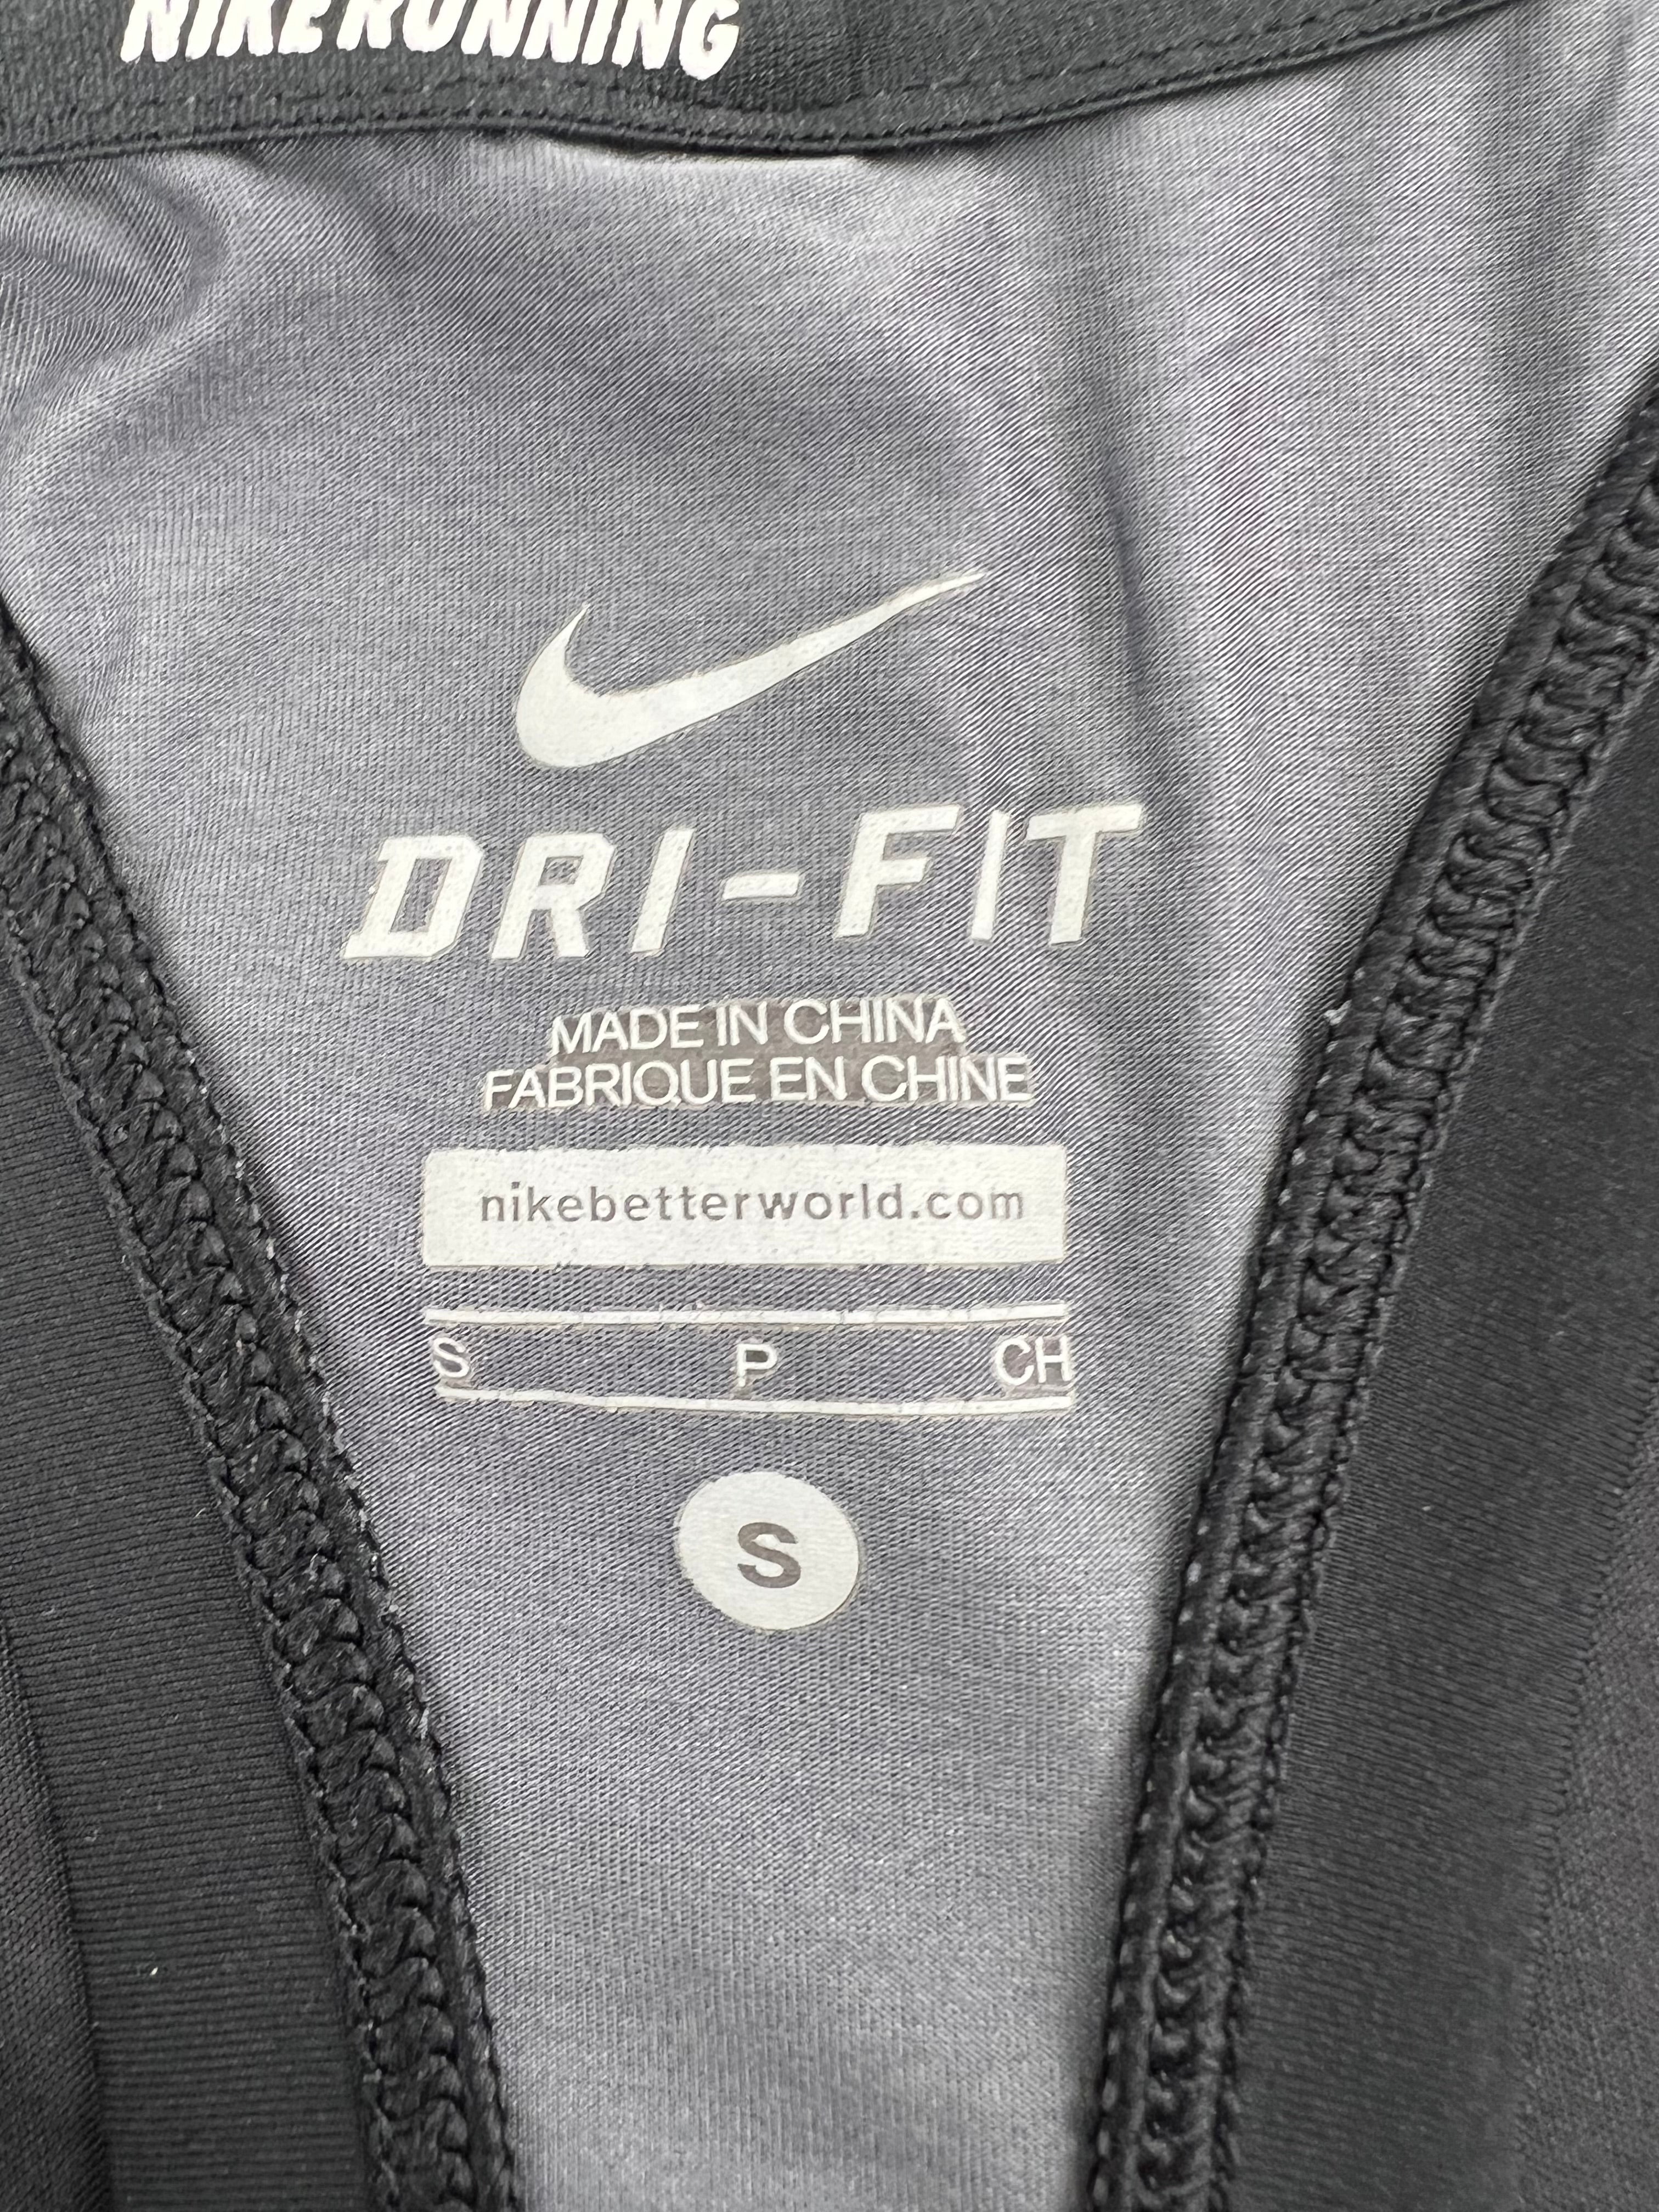 NIKE RUNNING
DRI-FIT
MADE IN CHINA
FABRIQUE EN CHINE
nikebetterworld.com
S P CH
S